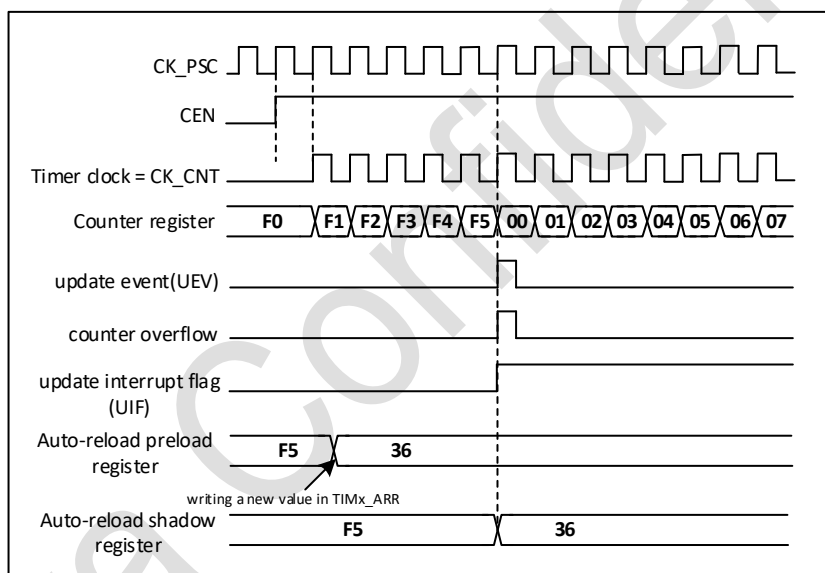 CK_PSC
CEN
Timer clock = CK_CNT
Counter register F0 F1 F2 F3 F4 F5 00 01 02 03 04 05 06 07
update event(UEV)
counter overflow
update interrupt flag
(UIF)
Auto-reload preload
register
F5 36
writing a new value in TIMx_ARR
Auto-reload shadow
register
F5 36